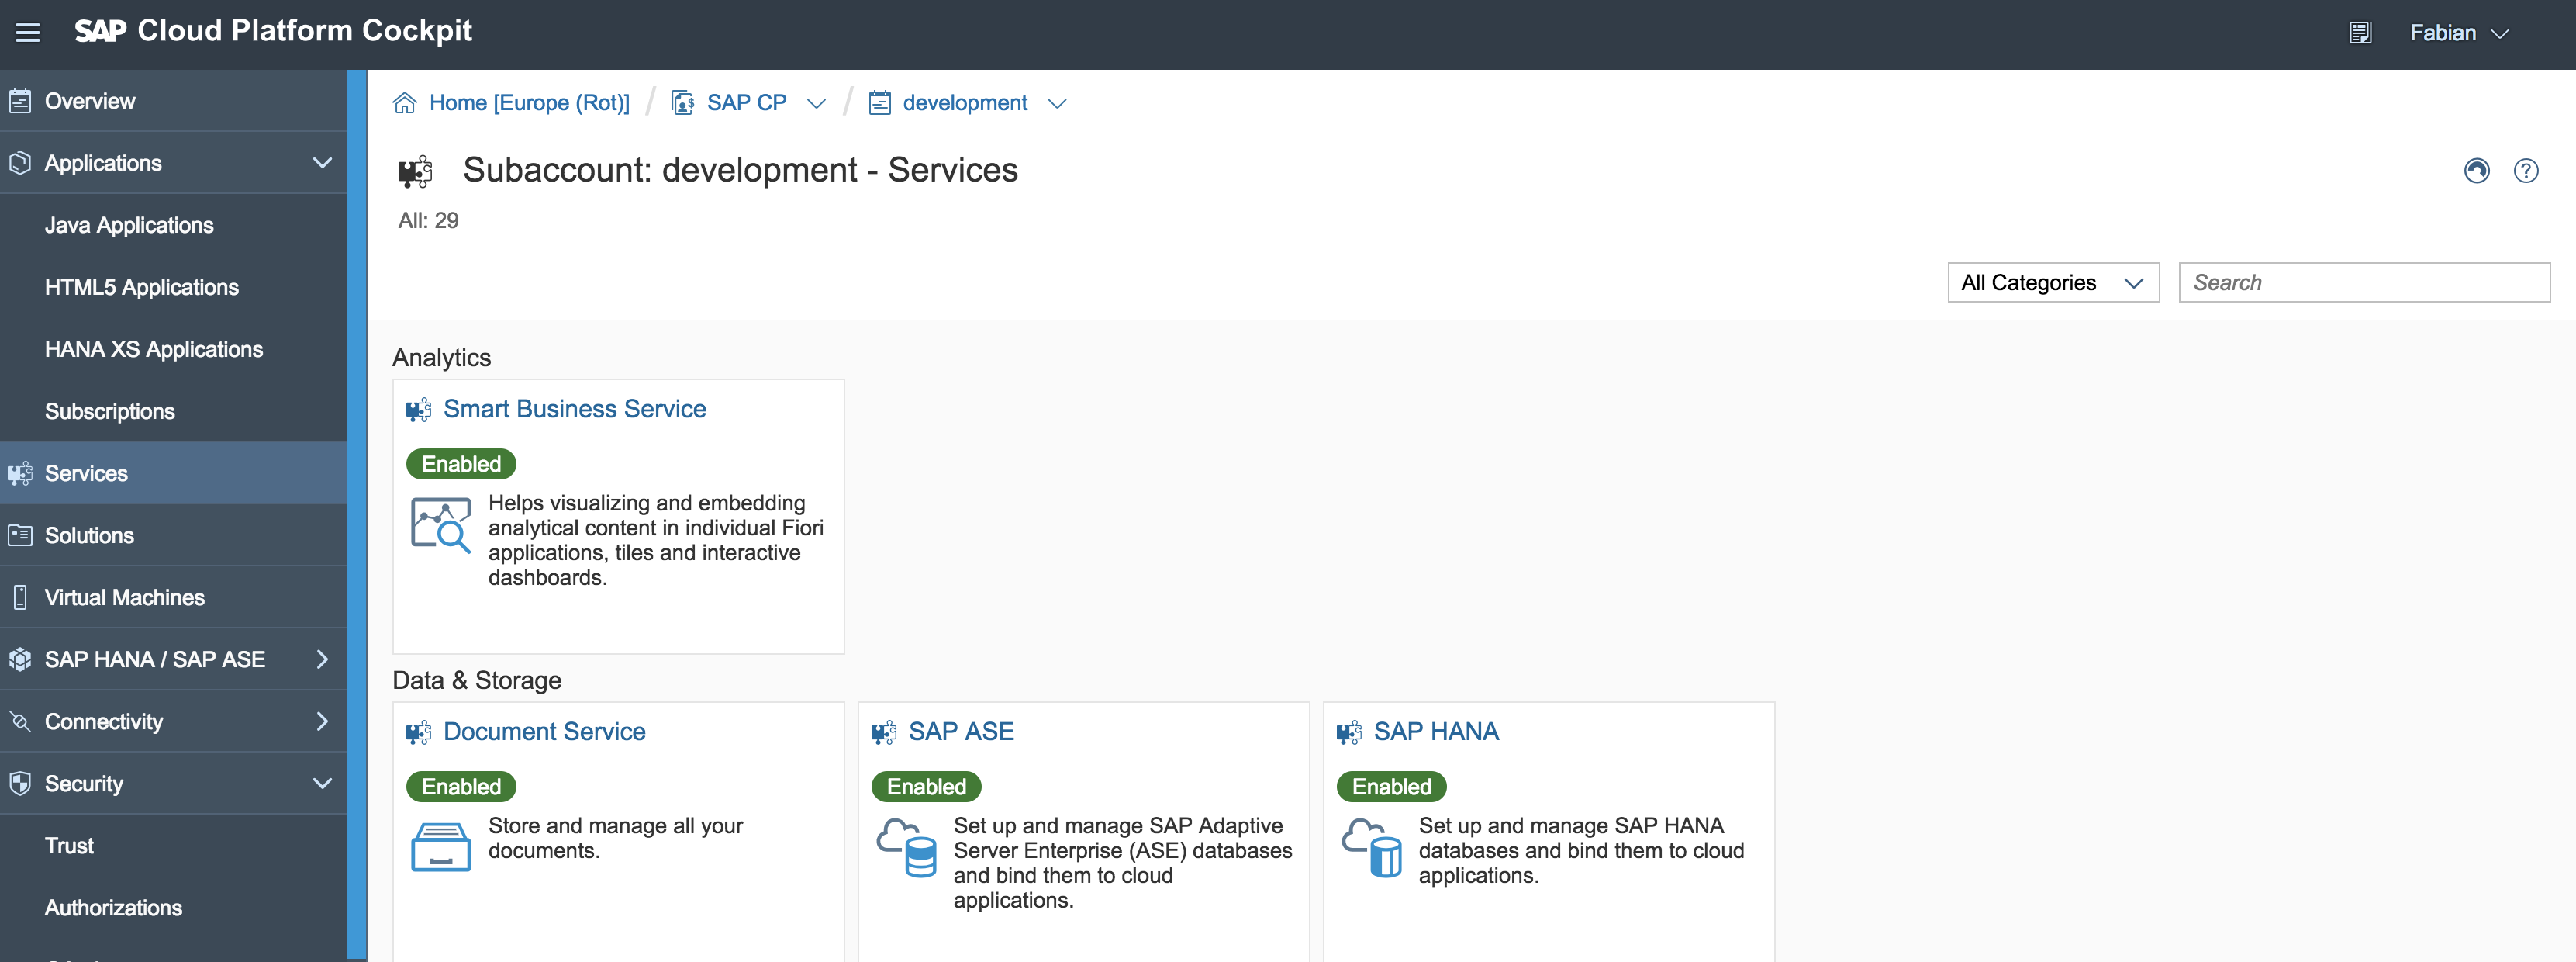 SAP Cloud Platform Cockpit
Fabian
Overview
Applications
Java Applications
HTML5 Applications
HANA XS Applications
Subscriptions
Services
Solutions
Virtual Machines
SAP HANA / SAP ASE
Connectivity
Security
Trust
Authorizations
Home [Europe (Rot)] / SAP CP / development
Subaccount: development - Services
All: 29
All Categories
Search
Analytics
Smart Business Service
Enabled
Helps visualizing and embedding
analytical content in individual Fiori
applications, tiles and interactive
dashboards.
Data & Storage
Document Service
Enabled
Store and manage all your
documents.
SAP ASE
Enabled
Set up and manage SAP Adaptive
Server Enterprise (ASE) databases
and bind them to cloud
applications.
SAP HANA
Enabled
Set up and manage SAP HANA
databases and bind them to cloud
applications.